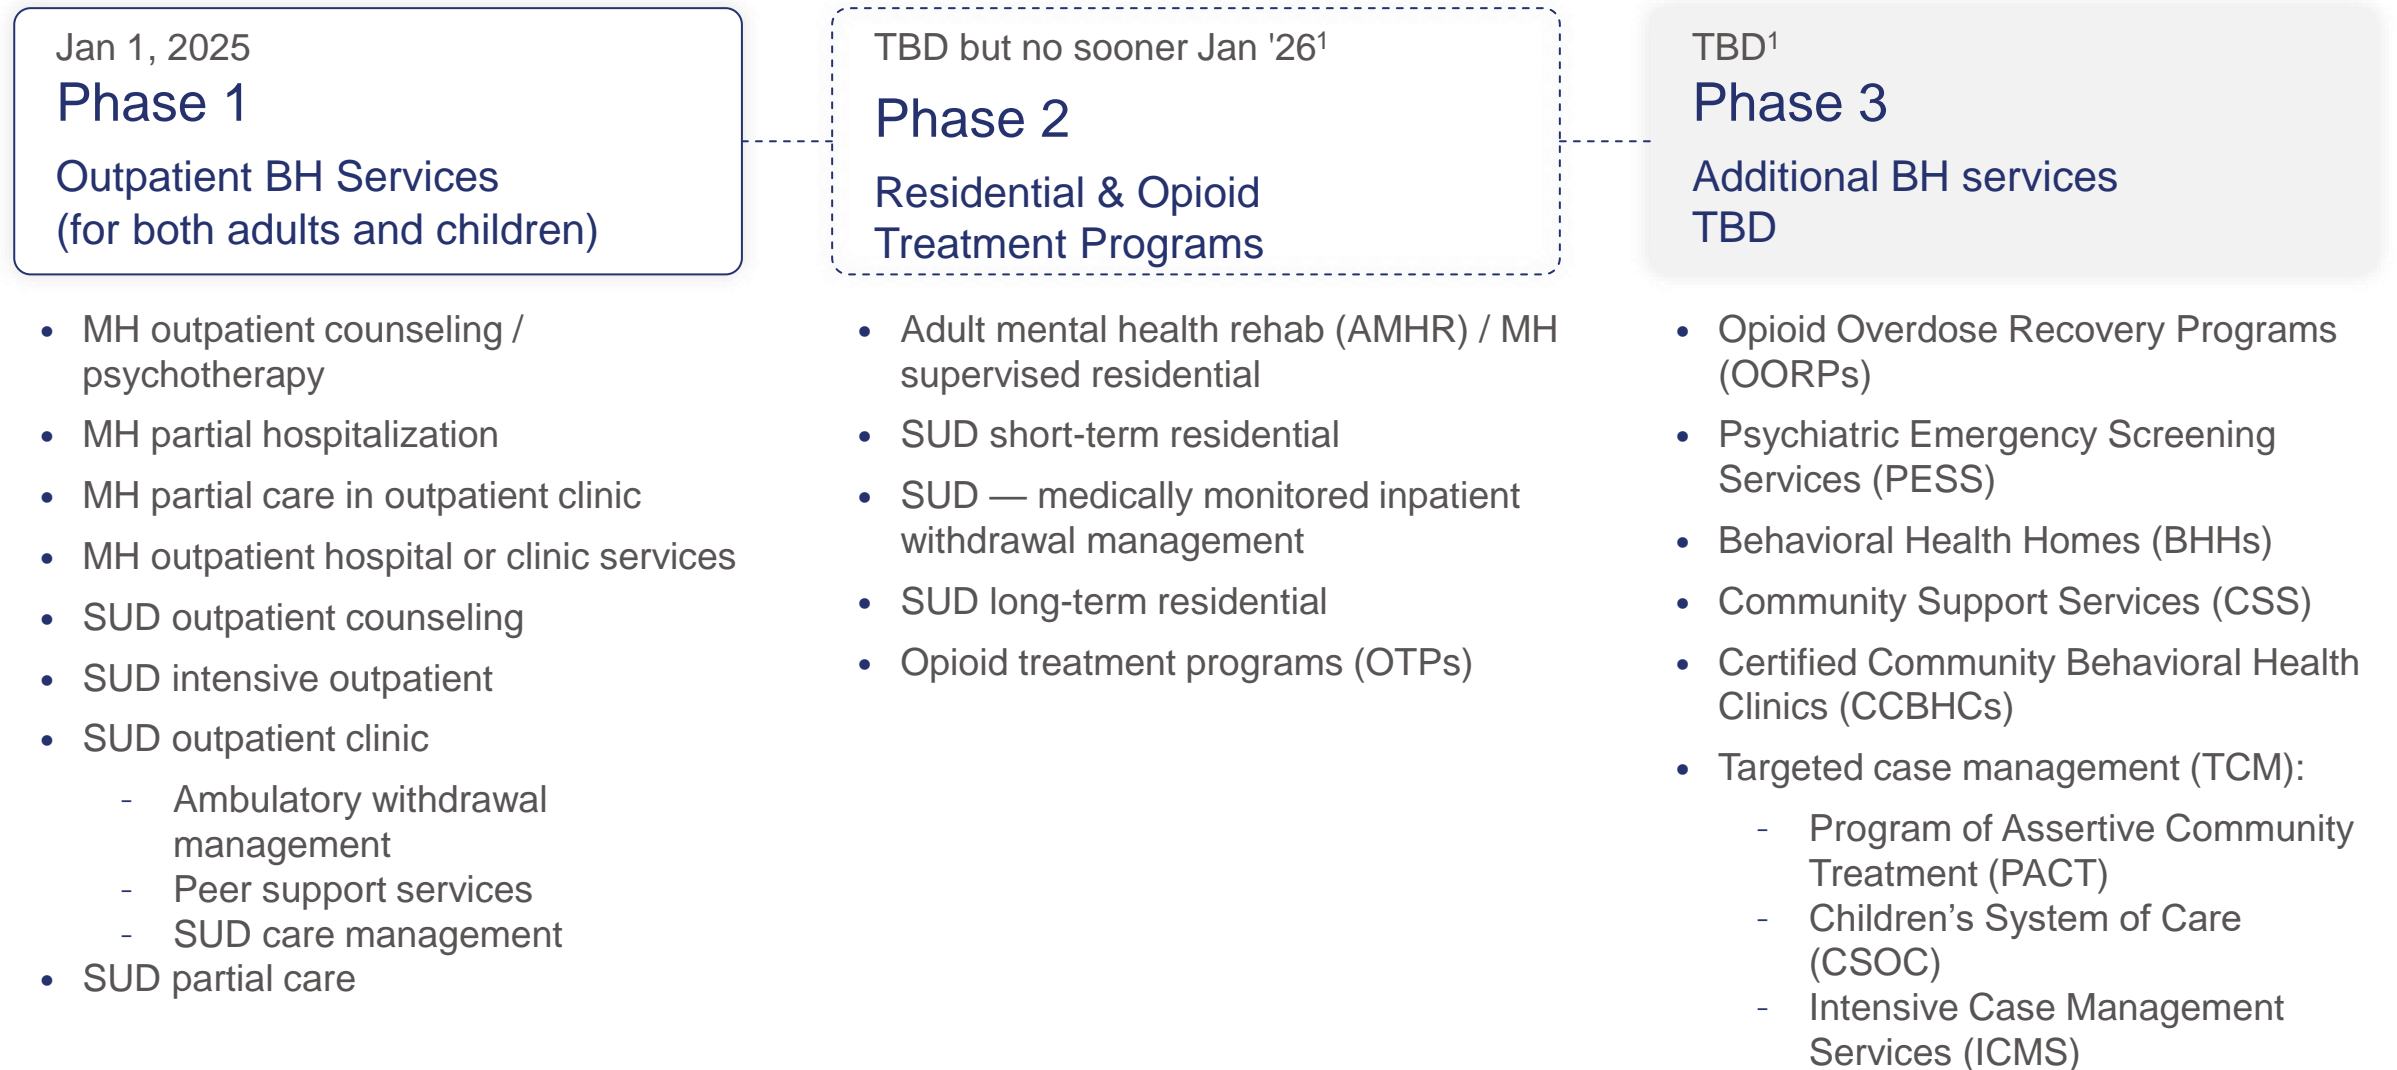 Jan 1, 2025
Phase 1
Outpatient BH Services
(for both adults and children)
• MH outpatient counseling /
psychotherapy
• MH partial hospitalization
• MH partial care in outpatient clinic
• MH outpatient hospital or clinic services
• SUD outpatient counseling
• SUD intensive outpatient
• SUD outpatient clinic
- Ambulatory withdrawal
management
- Peer support services
- SUD care management
• SUD partial care
TBD but no sooner Jan '26¹
Phase 2
Residential & Opioid
Treatment Programs
• Adult mental health rehab (AMHR) / MH
supervised residential
• SUD short-term residential
• SUD — medically monitored inpatient
withdrawal management
• SUD long-term residential
• Opioid treatment programs (OTPs)
TBD¹
Phase 3
Additional BH services
TBD
• Opioid Overdose Recovery Programs
(OORPs)
• Psychiatric Emergency Screening
Services (PESS)
• Behavioral Health Homes (BHHs)
• Community Support Services (CSS)
• Certified Community Behavioral Health
Clinics (CCBHCs)
• Targeted case management (TCM):
- Program of Assertive Community
Treatment (PACT)
- Children’s System of Care
(CSOC)
- Intensive Case Management
Services (ICMS)